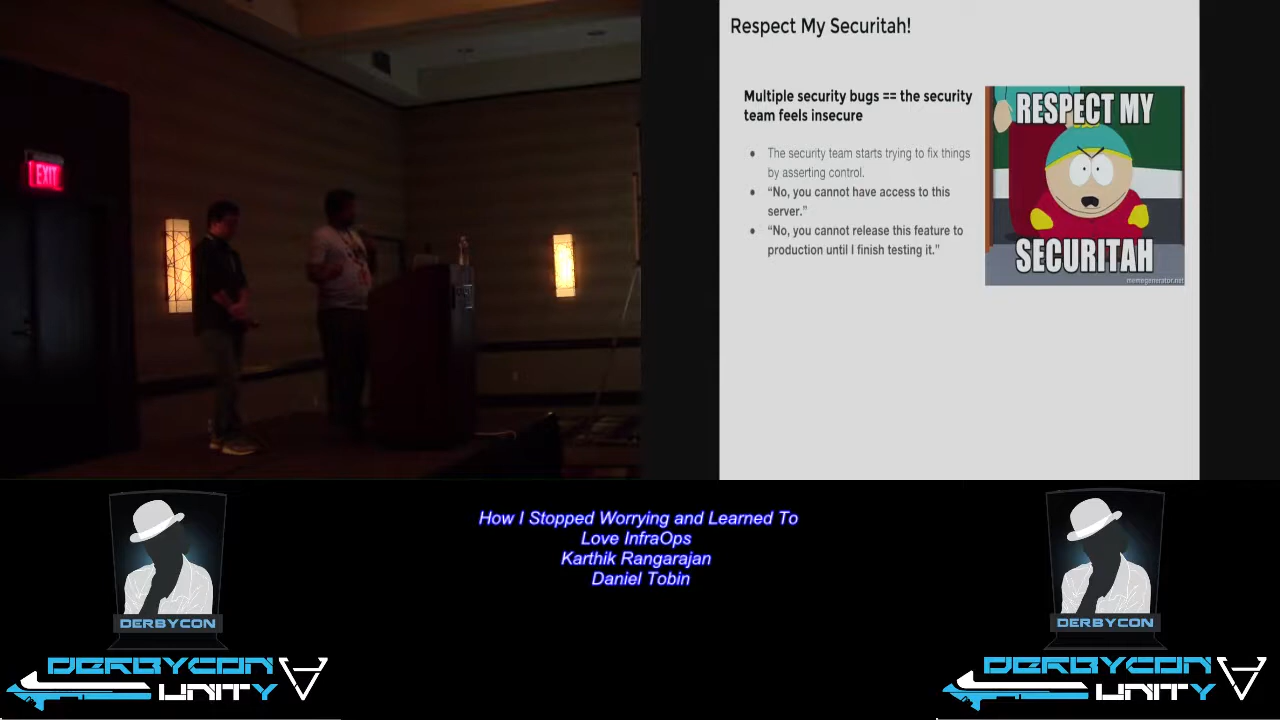 EXIT
Respect My Securitah!
Multiple security bugs == the security
team feels insecure
The security team starts trying to fix things
by asserting control.
“No, you cannot have access to this
server.”
“No, you cannot release this feature to
production until I finish testing it.”
RESPECT MY
SECURITAH
memegenerator.net
How I Stopped Worrying and Learned To
Love InfraOps
Karthik Rangarajan
Daniel Tobin
DERBYCON
DERBYCON
UNITY
DERBYCON
DERBYCON
UNITY